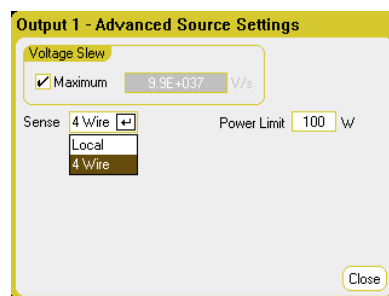 Output 1 - Advanced Source Settings
Voltage Slew
Maximum 9.9E+037 V/s
Sense 4 Wire Power Limit 100 W
Local
4 Wire
Close